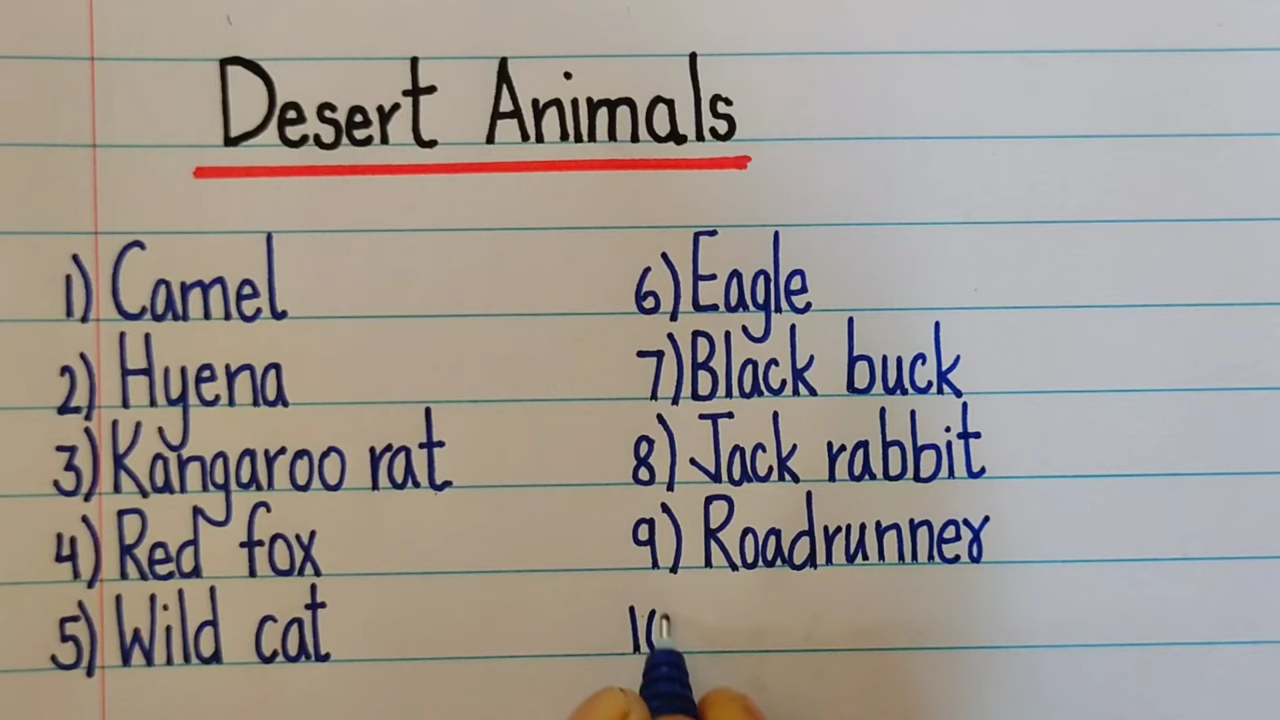 Desert Animals
1) Camel
2) Hyena
3) Kangaroo rat
4) Red fox
5) Wild cat
6) Eagle
7) Black buck
8) Jack rabbit
9) Roadrunner